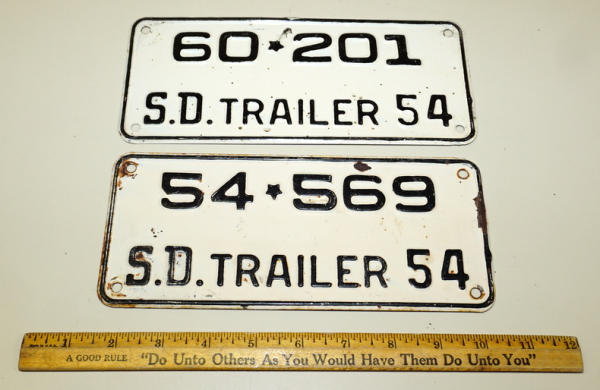 60★201
S.D. TRAILER 54
54★569
S.D. TRAILER 54
1 2 3 4 5 6 7 8 9 10 11 12
A GOOD RULE "Do Unto Others As You Would Have Them Do Unto You"